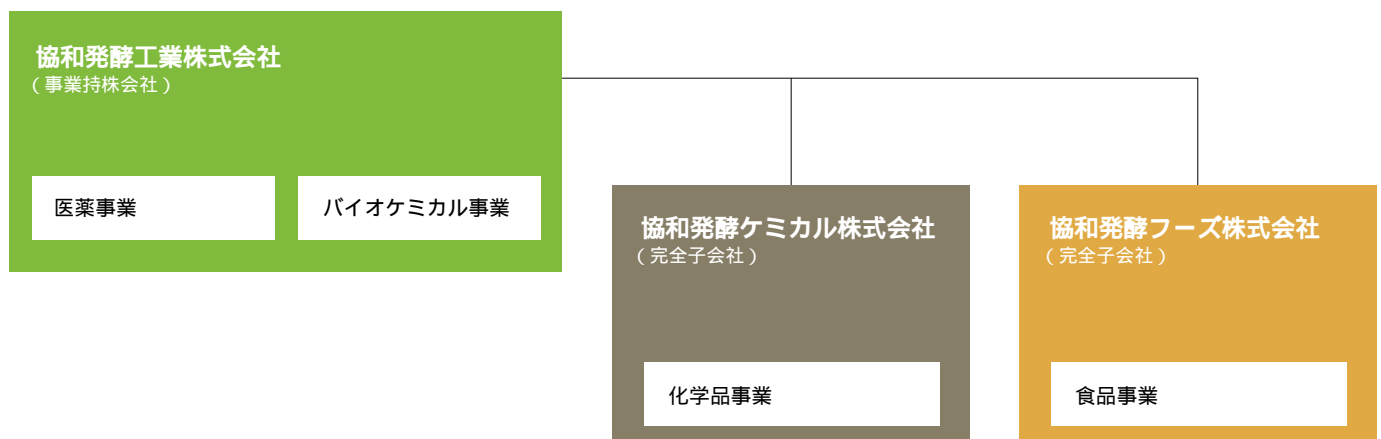 協和発酵工業株式会社
(事業持株会社)
医薬事業
バイオケミカル事業
協和発酵ケミカル株式会社
(完全子会社)
化学品事業
協和発酵フーズ株式会社
(完全子会社)
食品事業